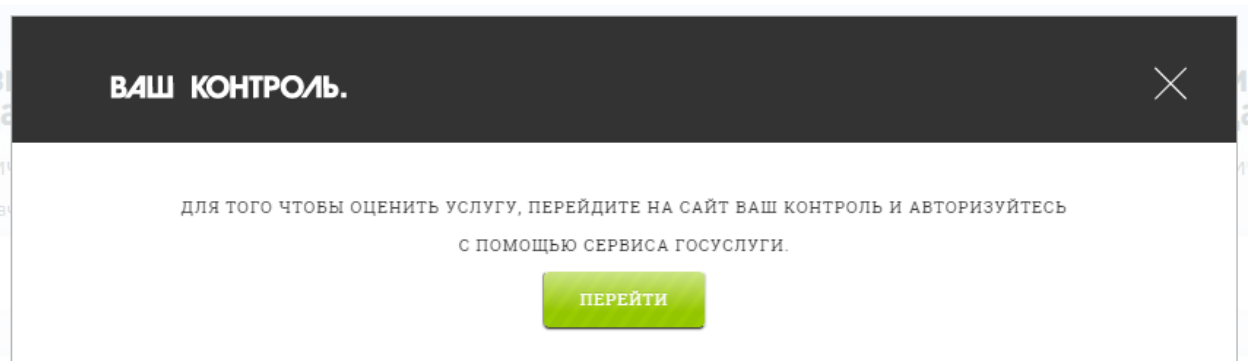 ВАШ КОНТРОЛЬ.
ДЛЯ ТОГО ЧТОБЫ ОЦЕНИТЬ УСЛУГУ, ПЕРЕЙДИТЕ НА САЙТ ВАШ КОНТРОЛЬ И АВТОРИЗУЙТЕСЬ
С ПОМОЩЬЮ СЕРВИСА ГОСУСЛУГИ.
ПЕРЕЙТИ